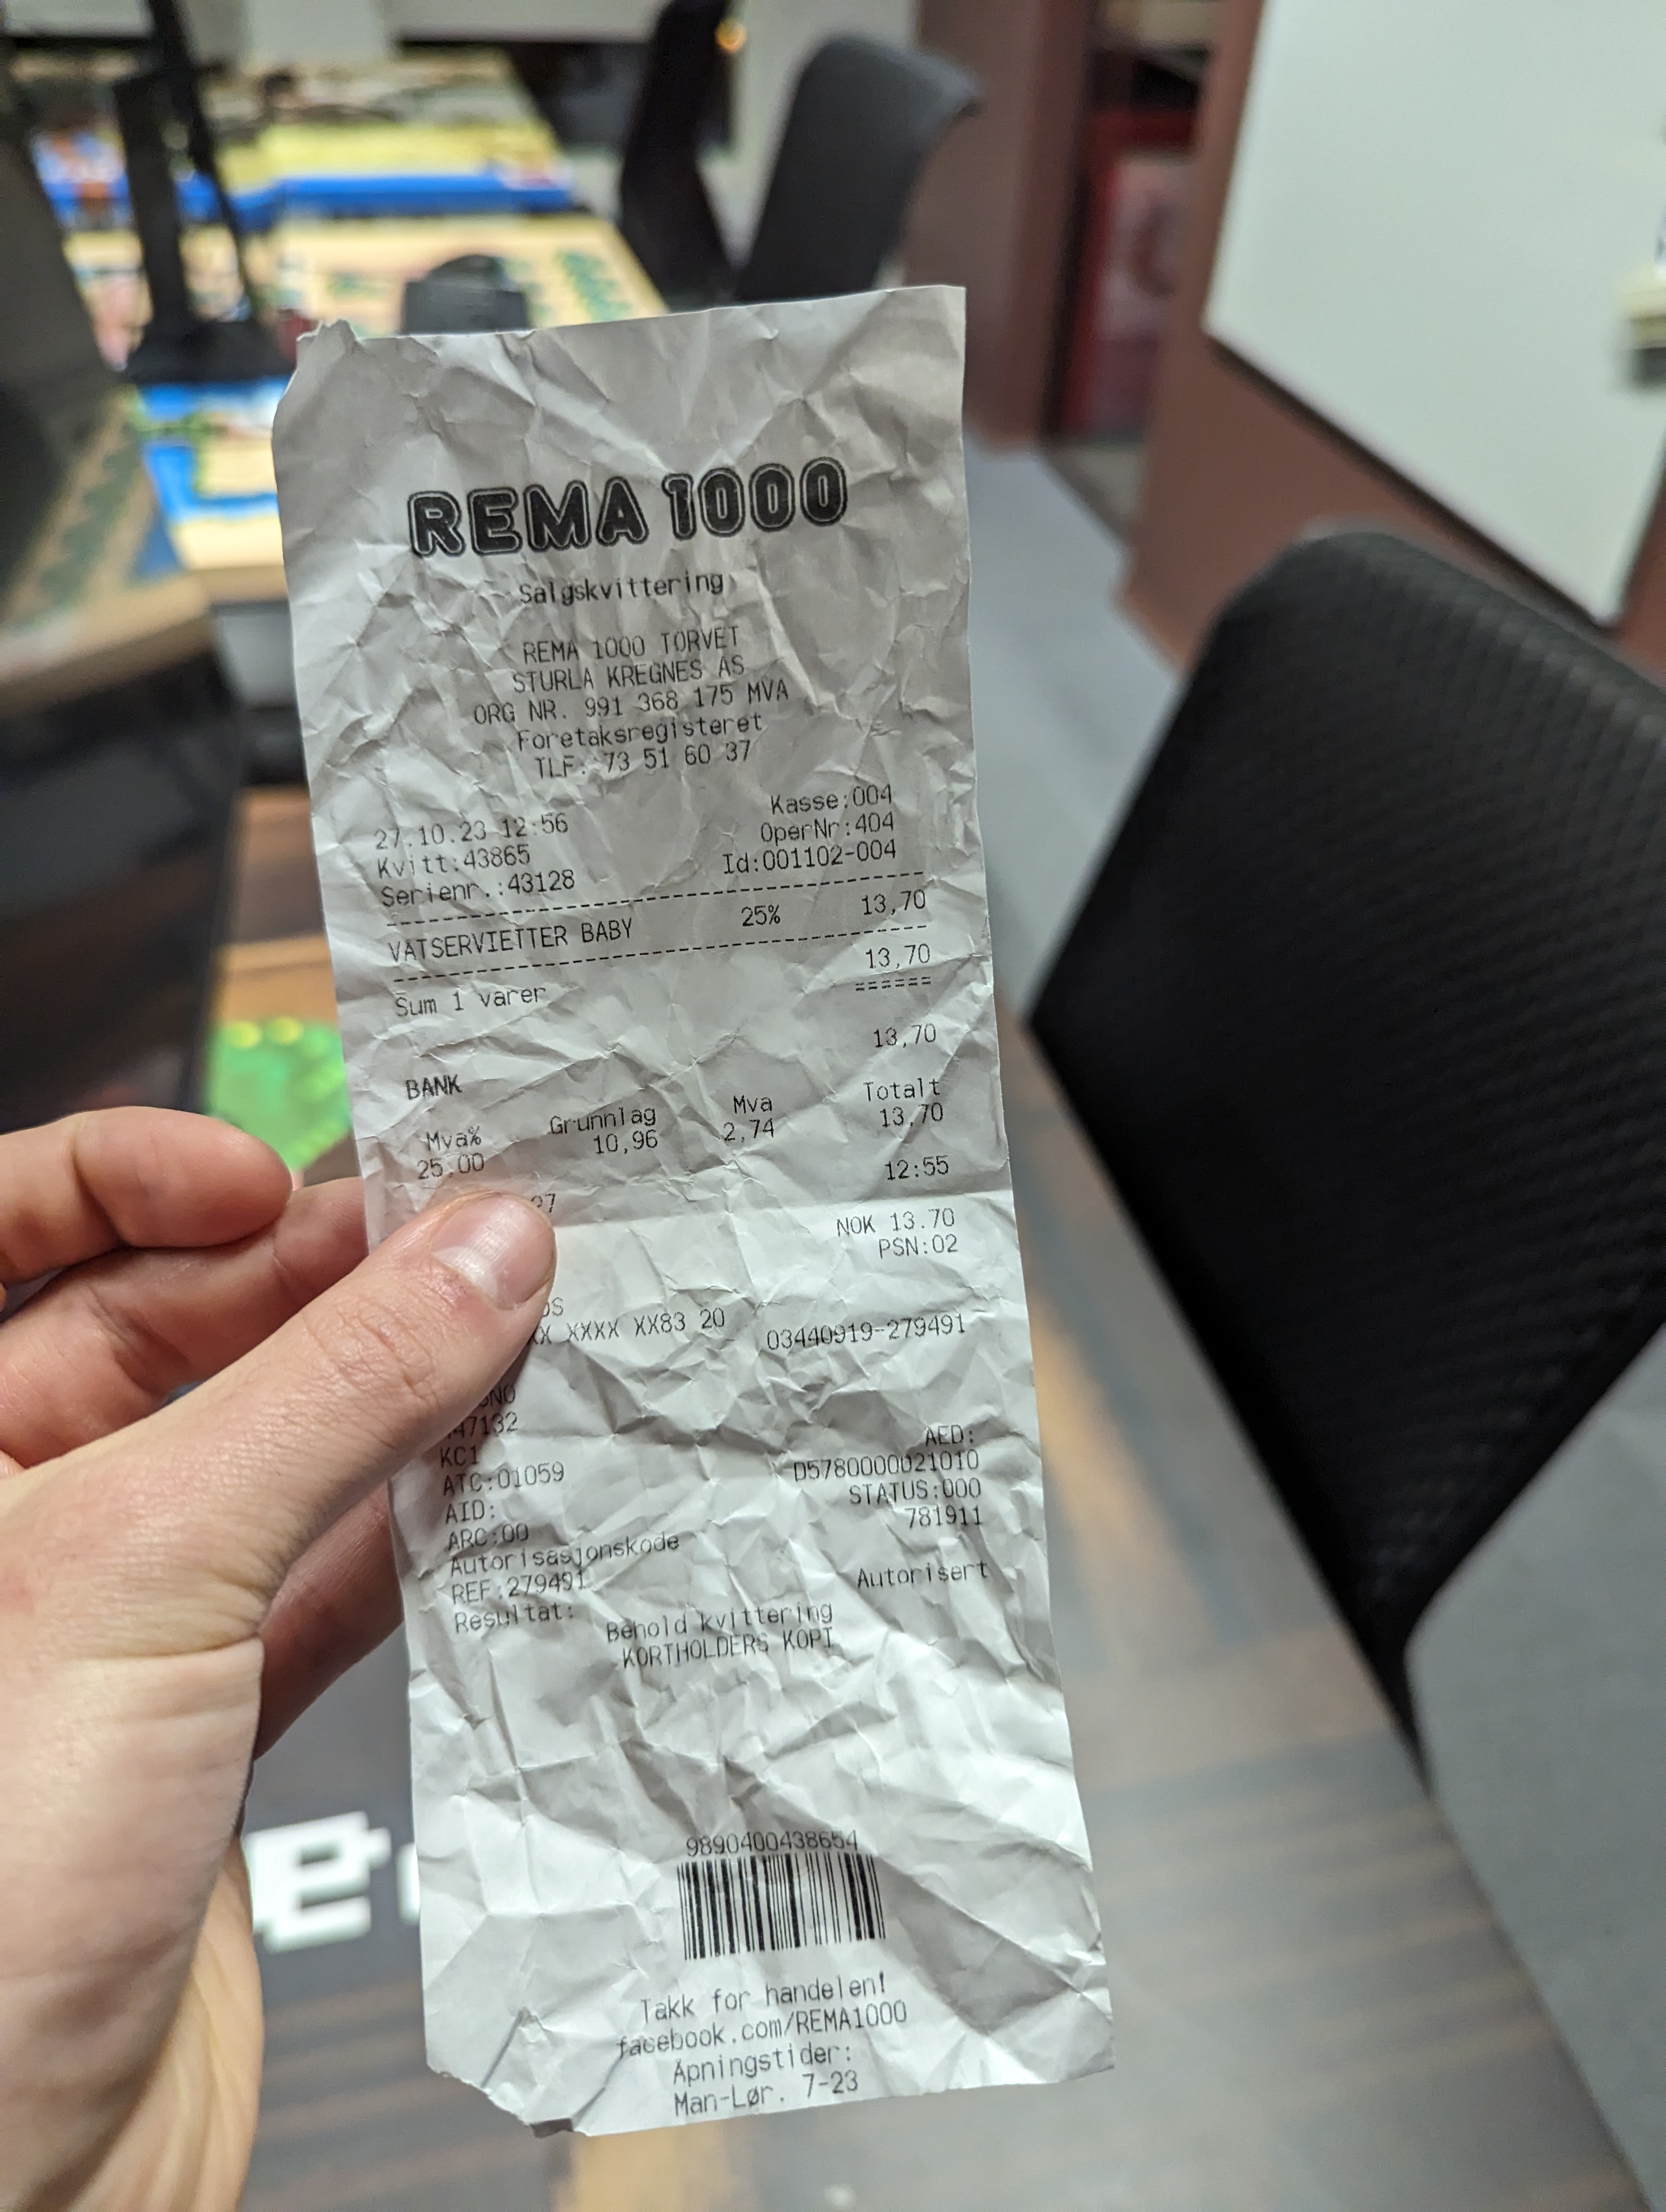 REMA 1000
Salgskvittering
REMA 1000 TORVET
STURLA KREGNES AS
ORG NR. 991 368 175 MVA
Foretaksregisteret
TLF: 73 51 60 37
27.10.23 12:56 Kasse:004
Kvitt:43865 OperNr:404
Serienr.:43128 Id:001102-004
VATSERVIETTER BABY 25% 13,70
Sum 1 varer 13,70
======
BANK 13,70
Mva% Grunnlag Mva Totalt
25,00 10,96 2,74 13,70
12:55
NOK 13.70
PSN:02
XXXX XX83 20
03440919-279491
KC1
ATC:01059 AED:
AID: D5780000021010
ARC:00 STATUS:000
Autorisasjonskode 781911
REF:279491
Resultat: Autorisert
Behold kvittering
KORTHOLDERS KOPI
9890400438654
Takk for handelen!
facebook.com/REMA1000
Åpningstider:
Man-Lør. 7-23